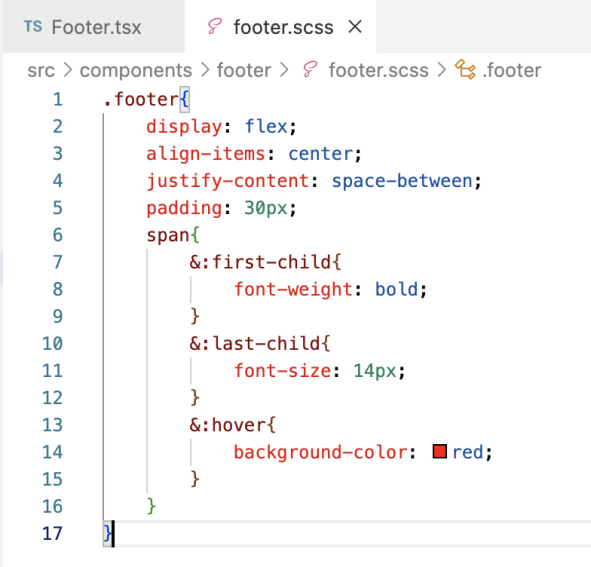 TS Footer.tsx footer.scss
src > components > footer > footer.scss > .footer
1 .footer{
2 display: flex;
3 align-items: center;
4 justify-content: space-between;
5 padding: 30px;
6 span{
7 &:first-child{
8 font-weight: bold;
9 }
10 &:last-child{
11 font-size: 14px;
12 }
13 &:hover{
14 background-color: red;
15 }
16 }
17 }